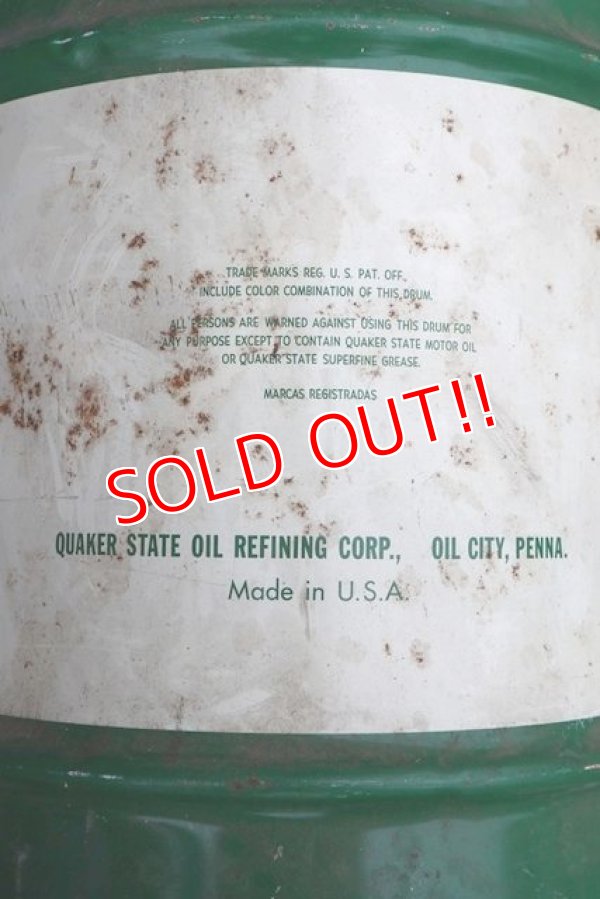 TRADE MARKS REG. U. S. PAT. OFF.
INCLUDE COLOR COMBINATION OF THIS DRUM.
ALL PERSONS ARE WARNED AGAINST USING THIS DRUM FOR
ANY PURPOSE EXCEPT TO CONTAIN QUAKER STATE MOTOR OIL
OR QUAKER STATE SUPERFINE GREASE.
MARCAS REGISTRADAS
SOLD OUT!!
QUAKER STATE OIL REFINING CORP., OIL CITY, PENNA.
Made in U.S.A.